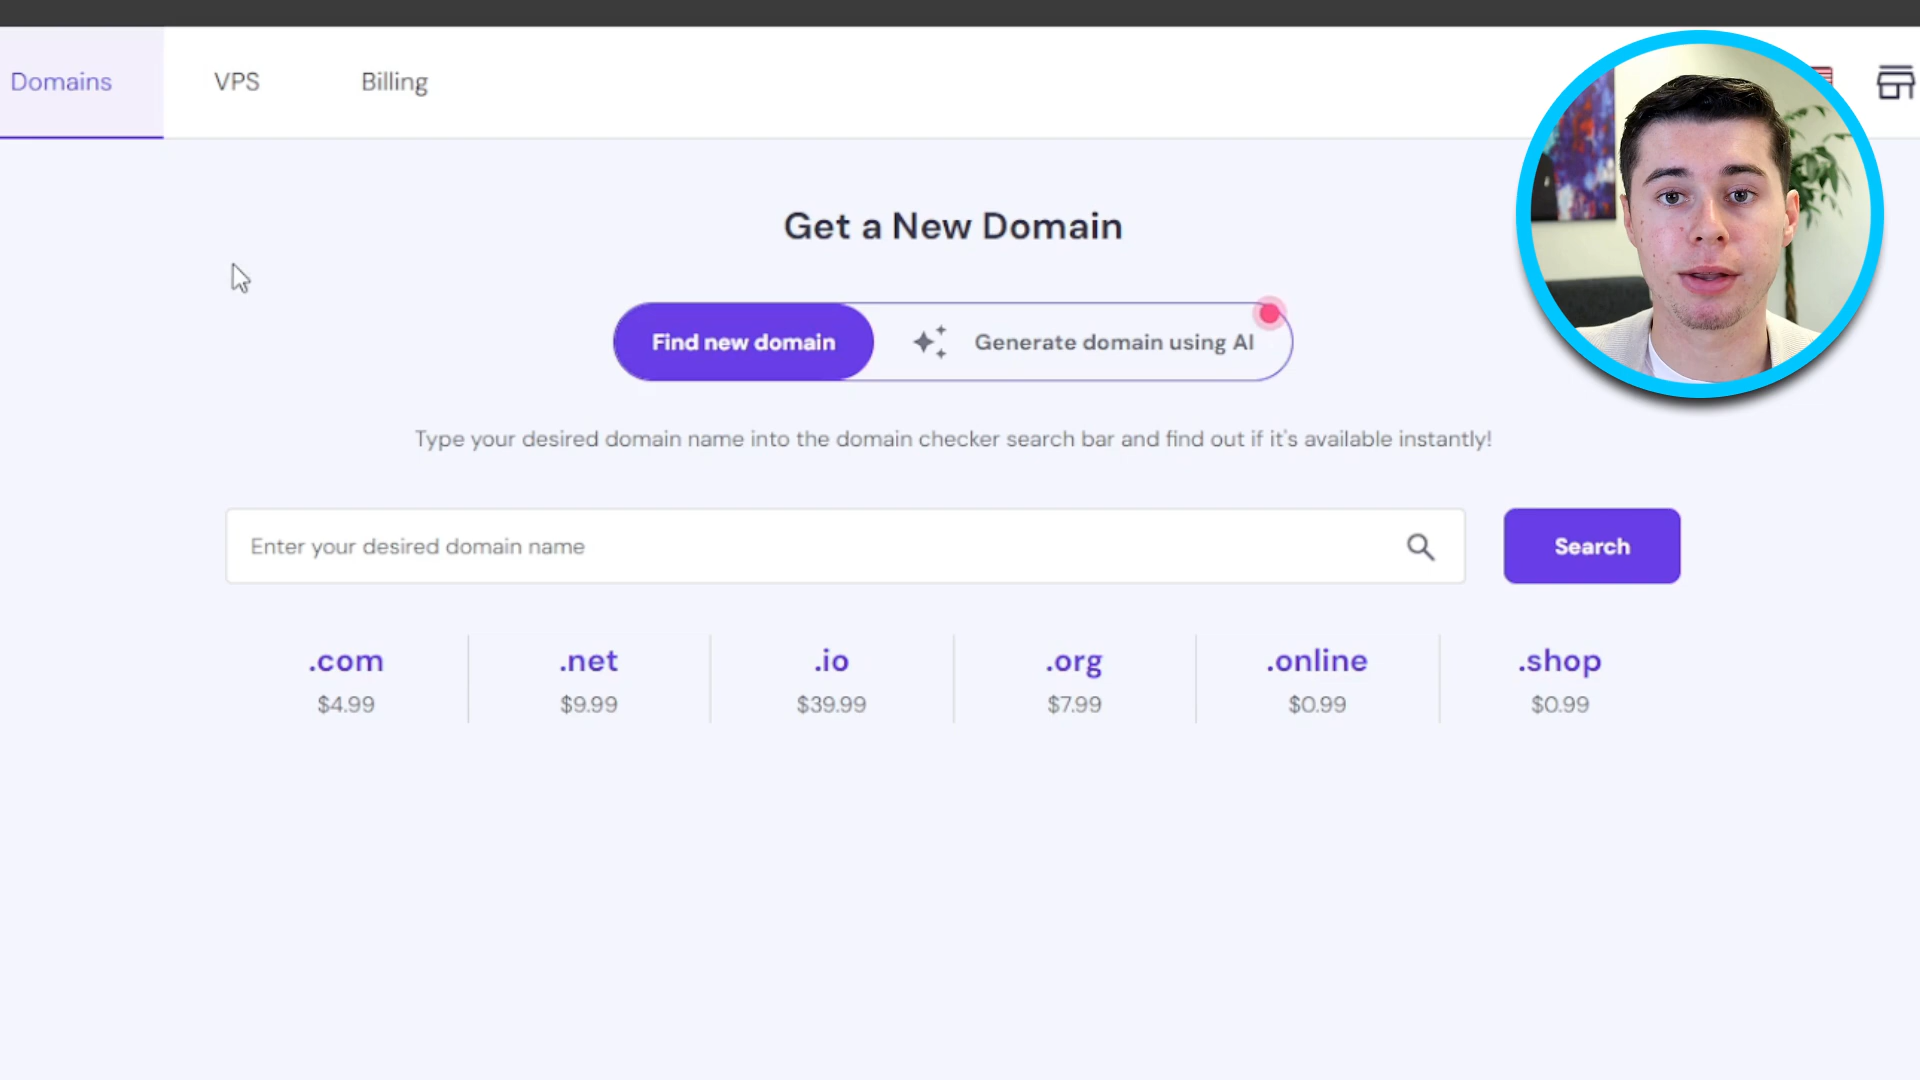 Domains
VPS
Billing
Get a New Domain
Find new domain
Generate domain using AI
Type your desired domain name into the domain checker search bar and find out if it's available instantly!
Enter your desired domain name
Search
.com
.net
.io
.org
.online
.shop
$4.99
$9.99
$39.99
$7.99
$0.99
$0.99